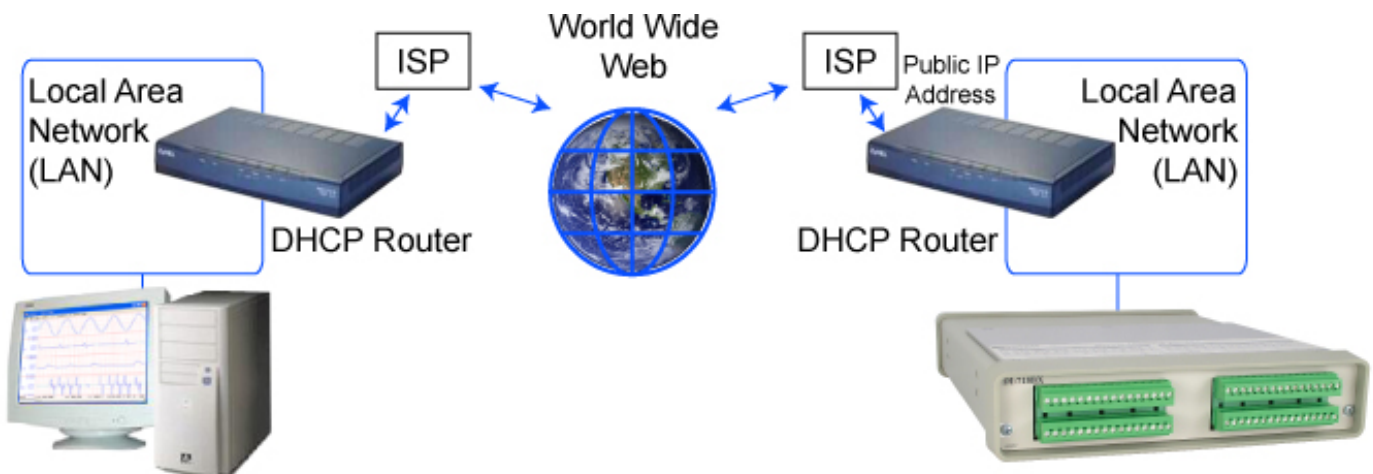 World Wide
Web
ISP
ISP
Public IP
Address
Local Area
Network
(LAN)
Local Area
Network
(LAN)
DHCP Router
DHCP Router